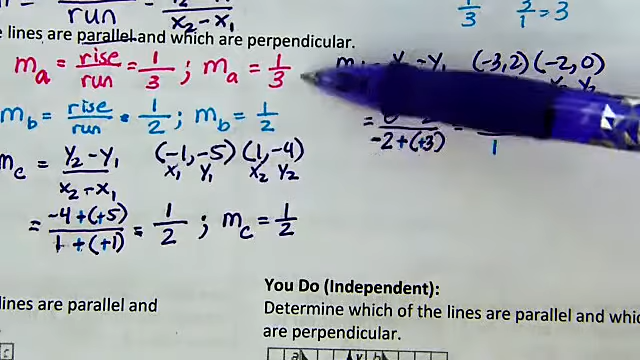 run x₂-x₁
1/3 3/1 = 3
e lines are parallel and which are perpendicular.
mₐ = rise/run = 1/3 ; mₐ = 1/3
(-3,2) (-2,0)
m_b = rise/run = 1/2 ; m_b = 1/2
-2+(+3)
1
m_c = y₂-y₁/x₂-x₁ (-1,-5) (1,-4)
x₁ y₁ x₂ y₂
= -4+(+5)/1+(+1) = 1/2 ; m_c = 1/2
You Do (Independent):
lines are parallel and
Determine which of the lines are parallel and whic
are perpendicular.
a y b
c